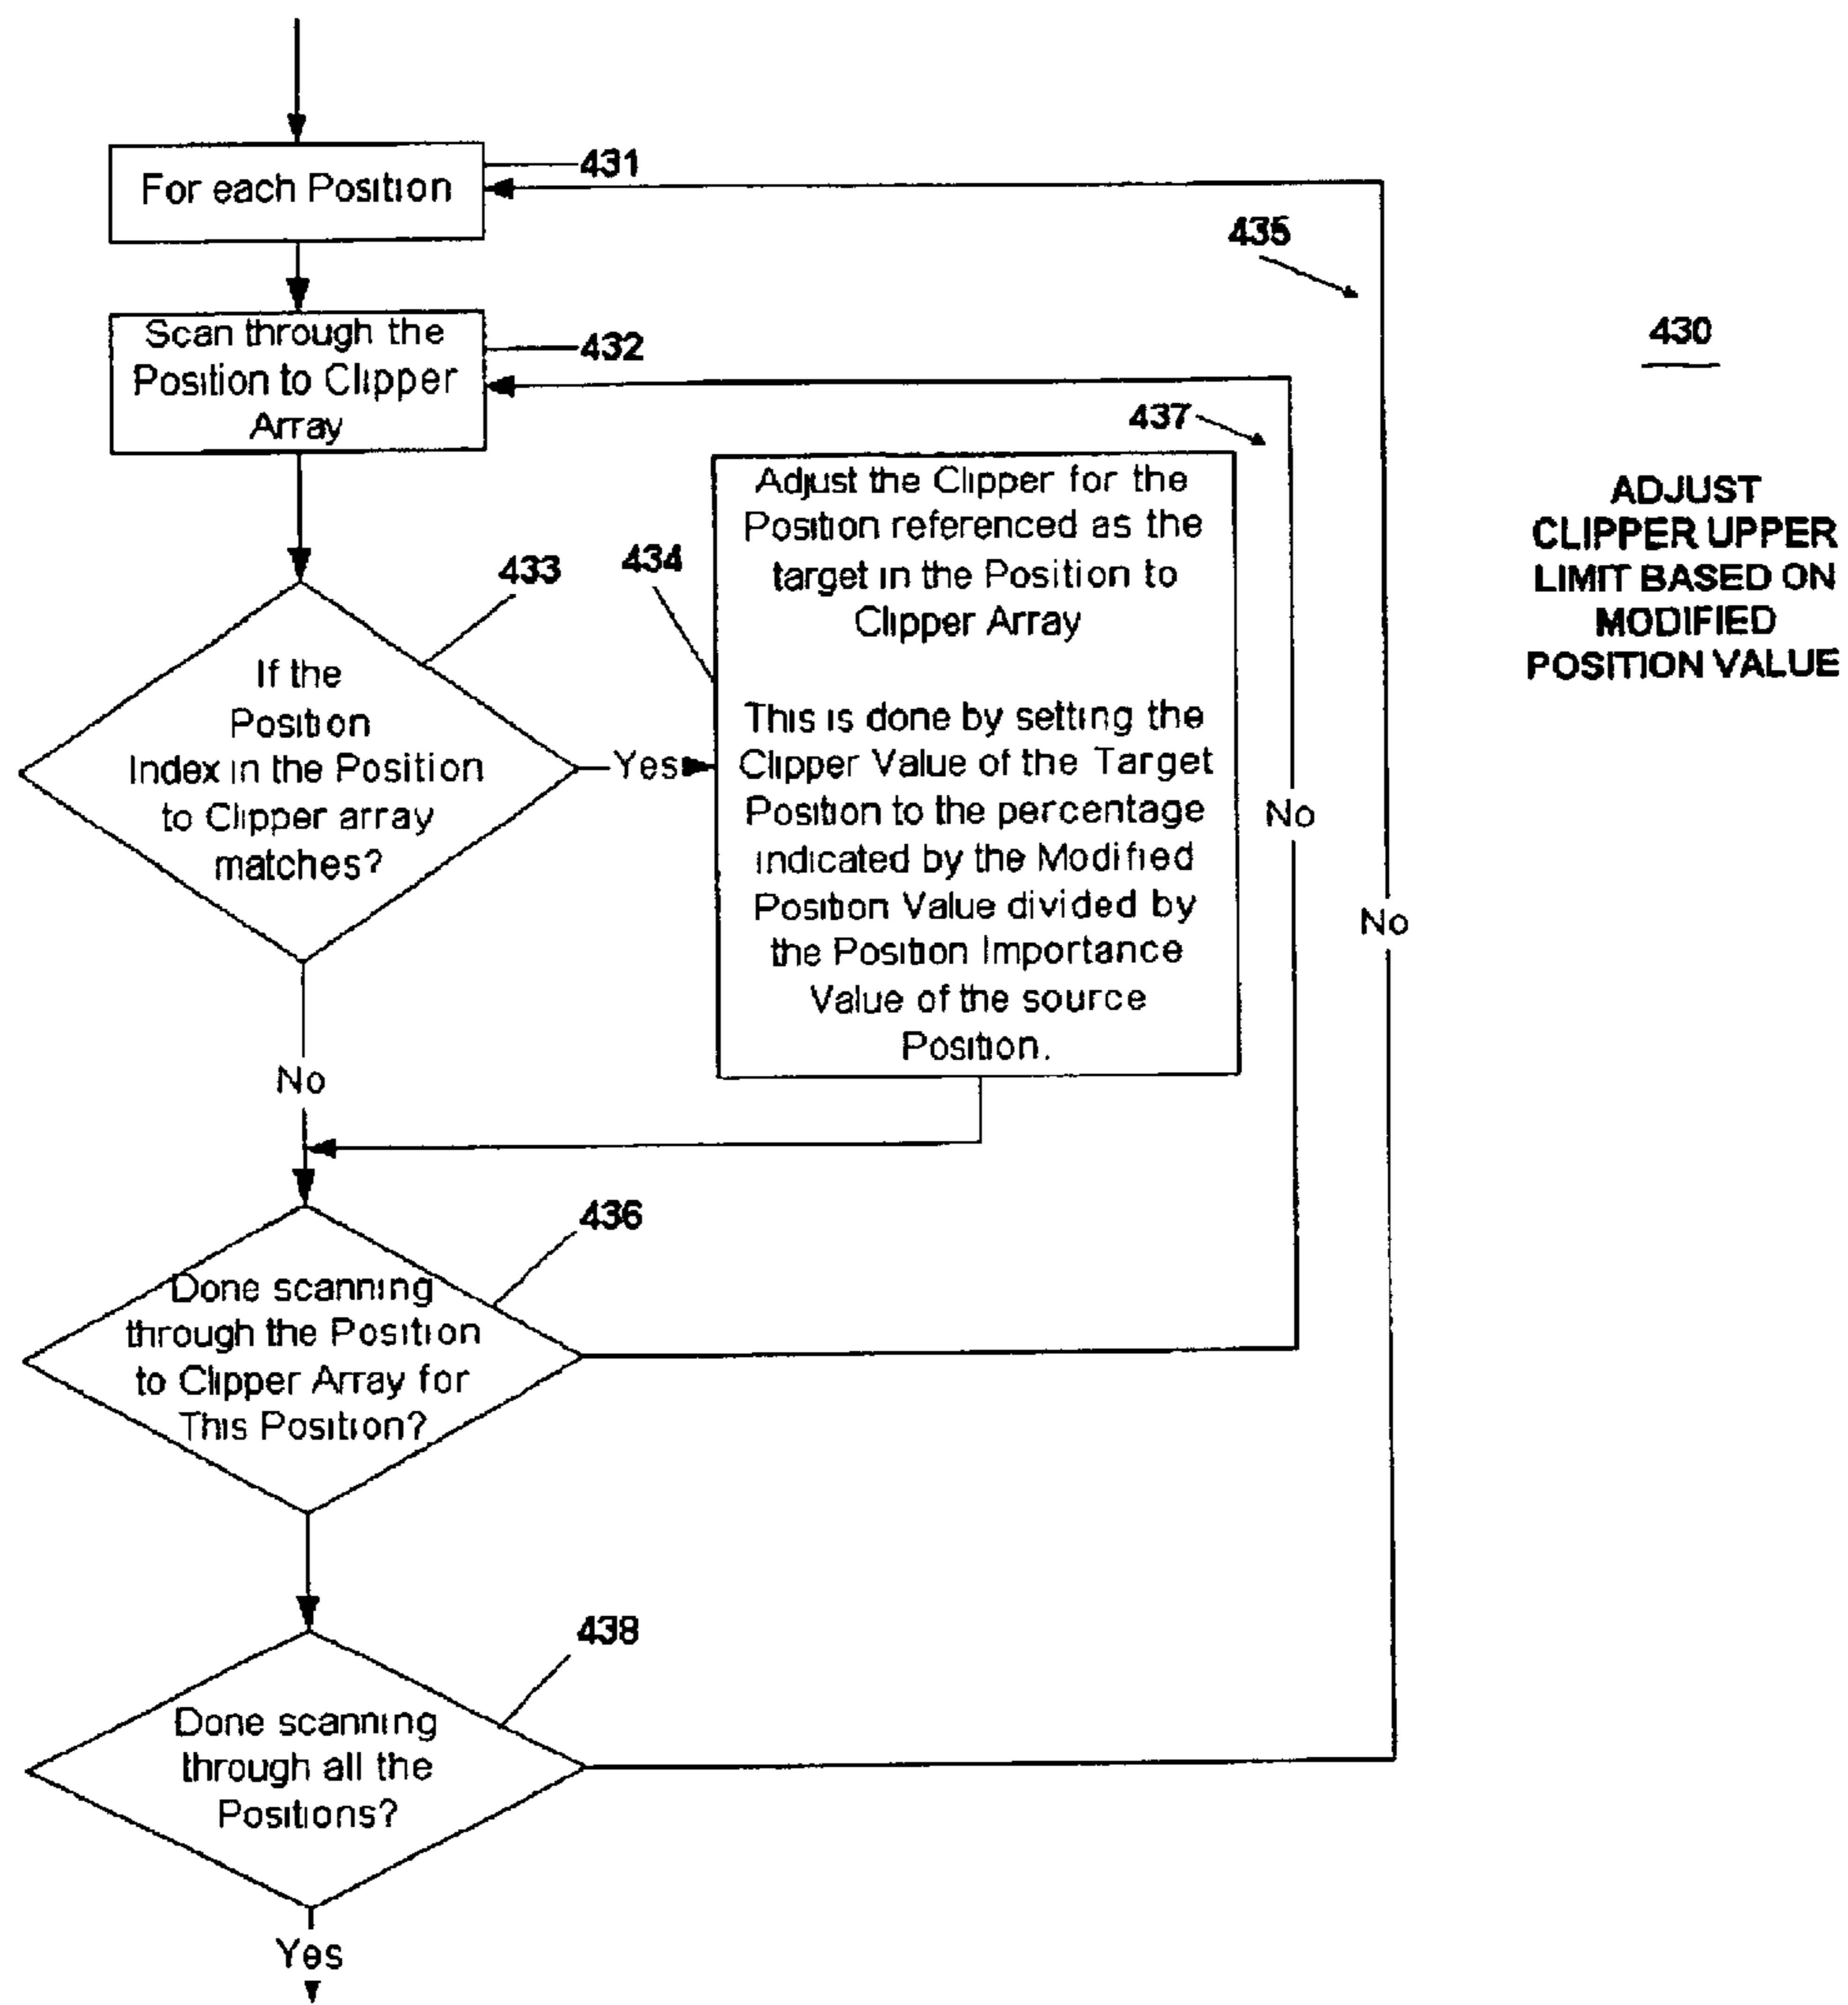 For each Position
431
435
Scan through the
Position to Clipper
Array
432
437
430
ADJUST
CLIPPER UPPER
LIMIT BASED ON
MODIFIED
POSITION VALUE
If the
Position
Index in the Position
to Clipper array
matches?
433
Yes
434
Adjust the Clipper for the
Position referenced as the
target in the Position to
Clipper Array
This is done by setting the
Clipper Value of the Target
Position to the percentage
indicated by the Modified
Position Value divided by
the Position Importance
Value of the source
Position.
No
No
No
Done scanning
through the Position
to Clipper Array for
This Position?
436
Done scanning
through all the
Positions?
438
Yes